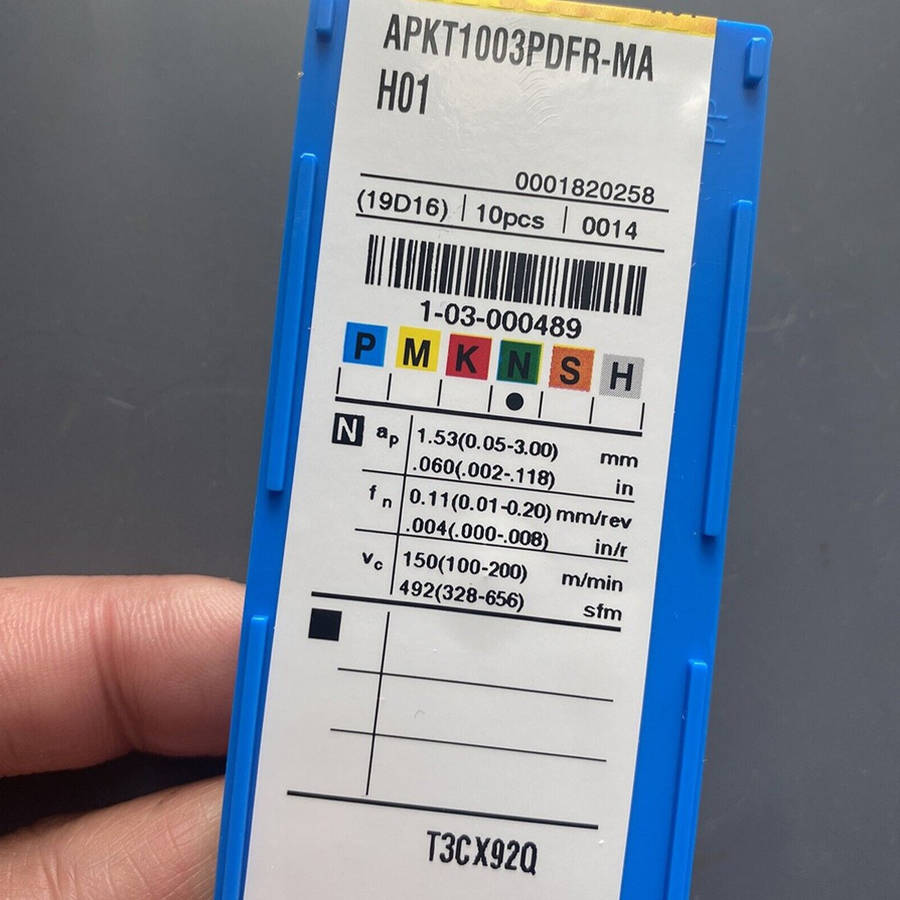 APKT1003PDFR-MA
H01
0001820258
(19D16) 10pcs 0014
1-03-000489
P M K N S H
N ap 1.53(0.05-3.00) mm
.060(.002-.118) in
fn 0.11(0.01-0.20) mm/rev
.004(.000-.008) in/r
vc 150(100-200) m/min
492(328-656) sfm
T3CX92Q